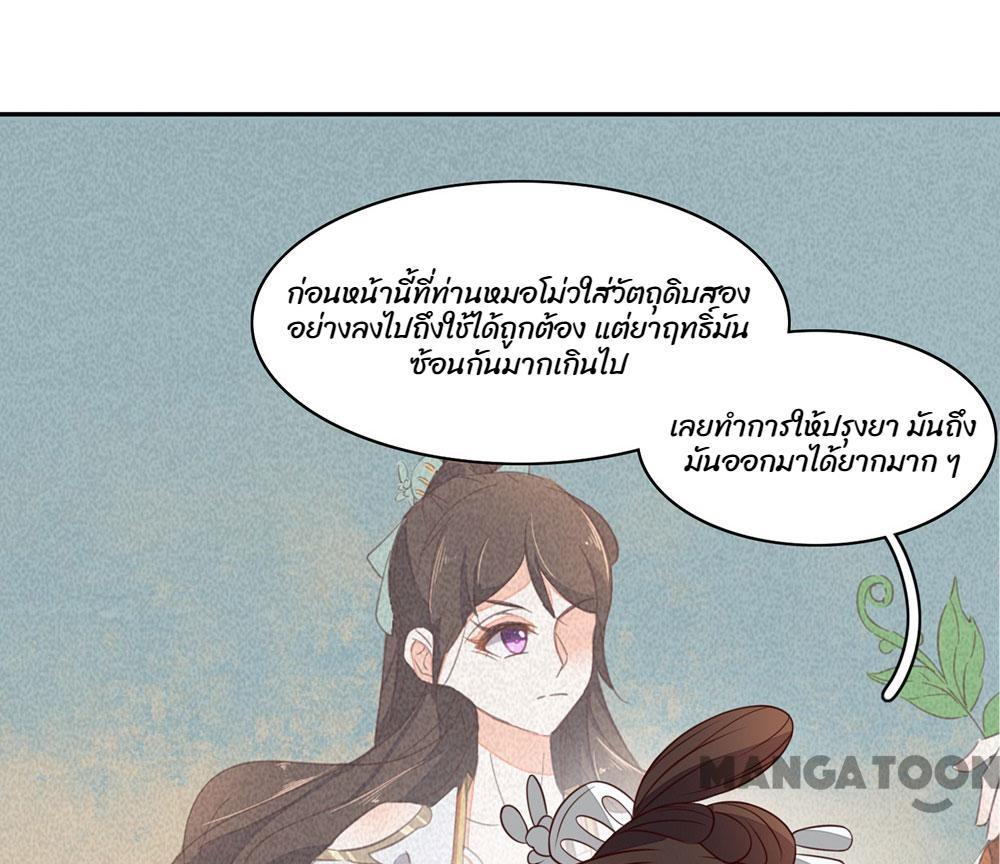 ก่อนหน้านี้ที่ท่านหมอโม่วใส่วัตถุดิบสอง
อย่างลงไปถึงใช้ได้ถูกต้อง แต่ยาฤทธิ์มัน
ซ้อนกันมากเกินไป
เลยทำการให้ปรุงยา มันถึง
มันออกมาได้ยากมาก ๆ
MANGATOON